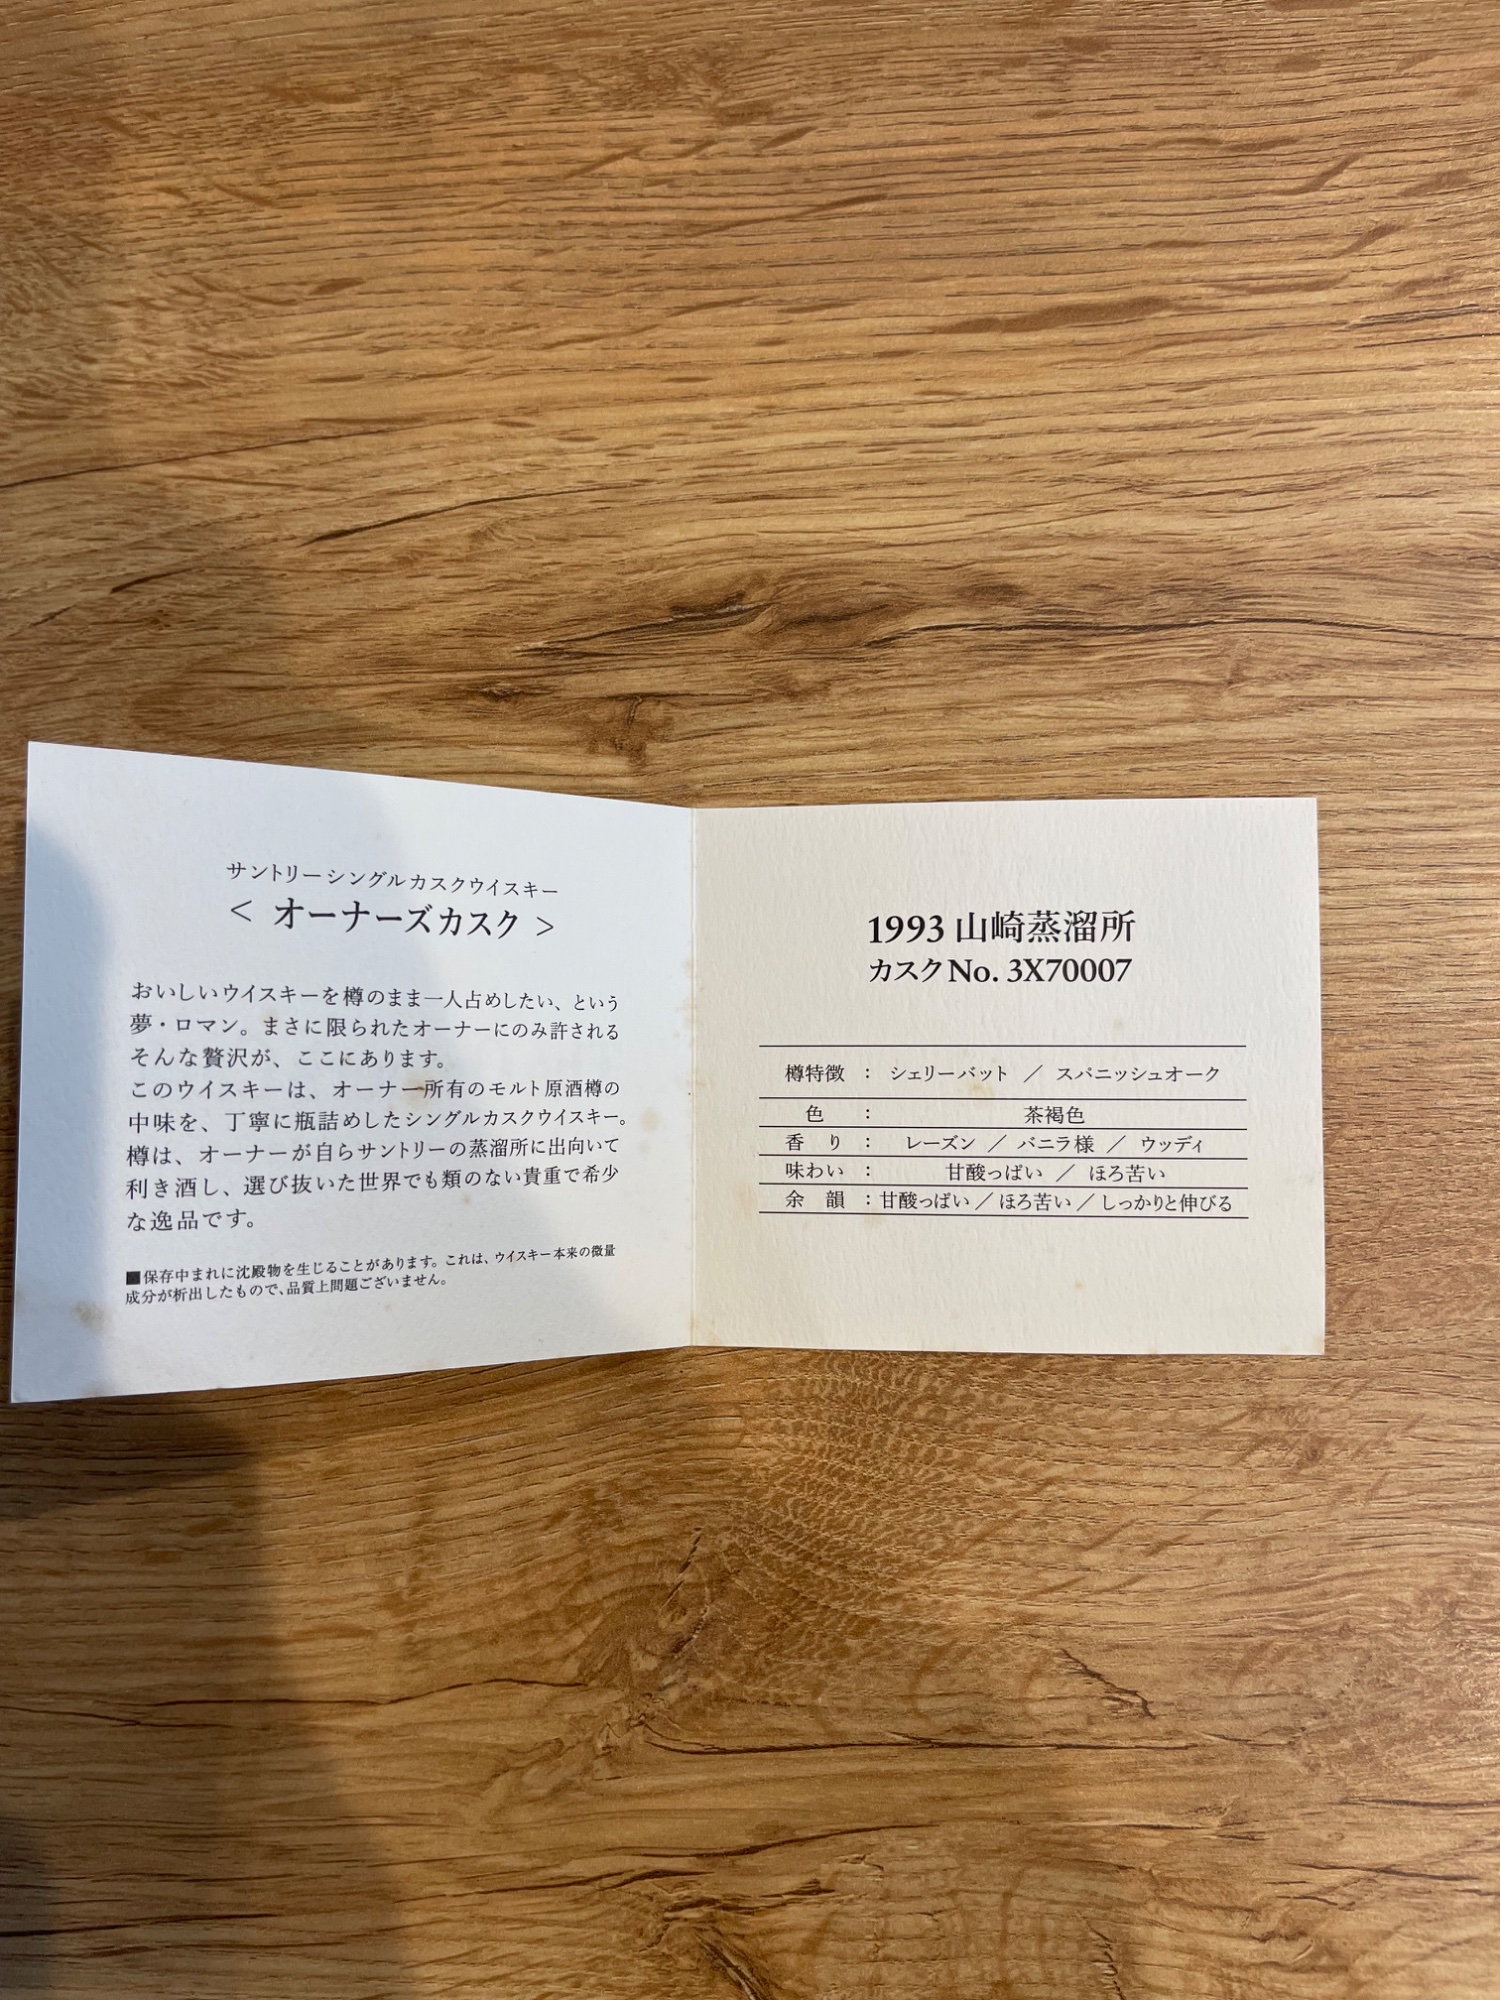 サントリーシングルカスクウイスキー
< オーナーズカスク >
おいしいウイスキーを樽のまま一人占めしたい、という
夢・ロマン。まさに限られたオーナーにのみ許される
そんな贅沢が、ここにあります。
このウイスキーは、オーナー所有のモルト原酒樽の
中味を、丁寧に瓶詰めしたシングルカスクウイスキー。
樽は、オーナーが自らサントリーの蒸溜所に出向いて
利き酒し、選び抜いた世界でも類のない貴重で希少
な逸品です。
■保存中まれに沈殿物を生じることがあります。これは、ウイスキー本来の微量
成分が析出したもので、品質上問題ございません。
1993 山崎蒸溜所
カスクNo. 3X70007
樽特徴 : シェリーバット ／ スパニッシュオーク
色 : 茶褐色
香り : レーズン ／ バニラ様 ／ ウッディ
味わい : 甘酸っぱい ／ ほろ苦い
余韻 : 甘酸っぱい ／ ほろ苦い ／ しっかりと伸びる